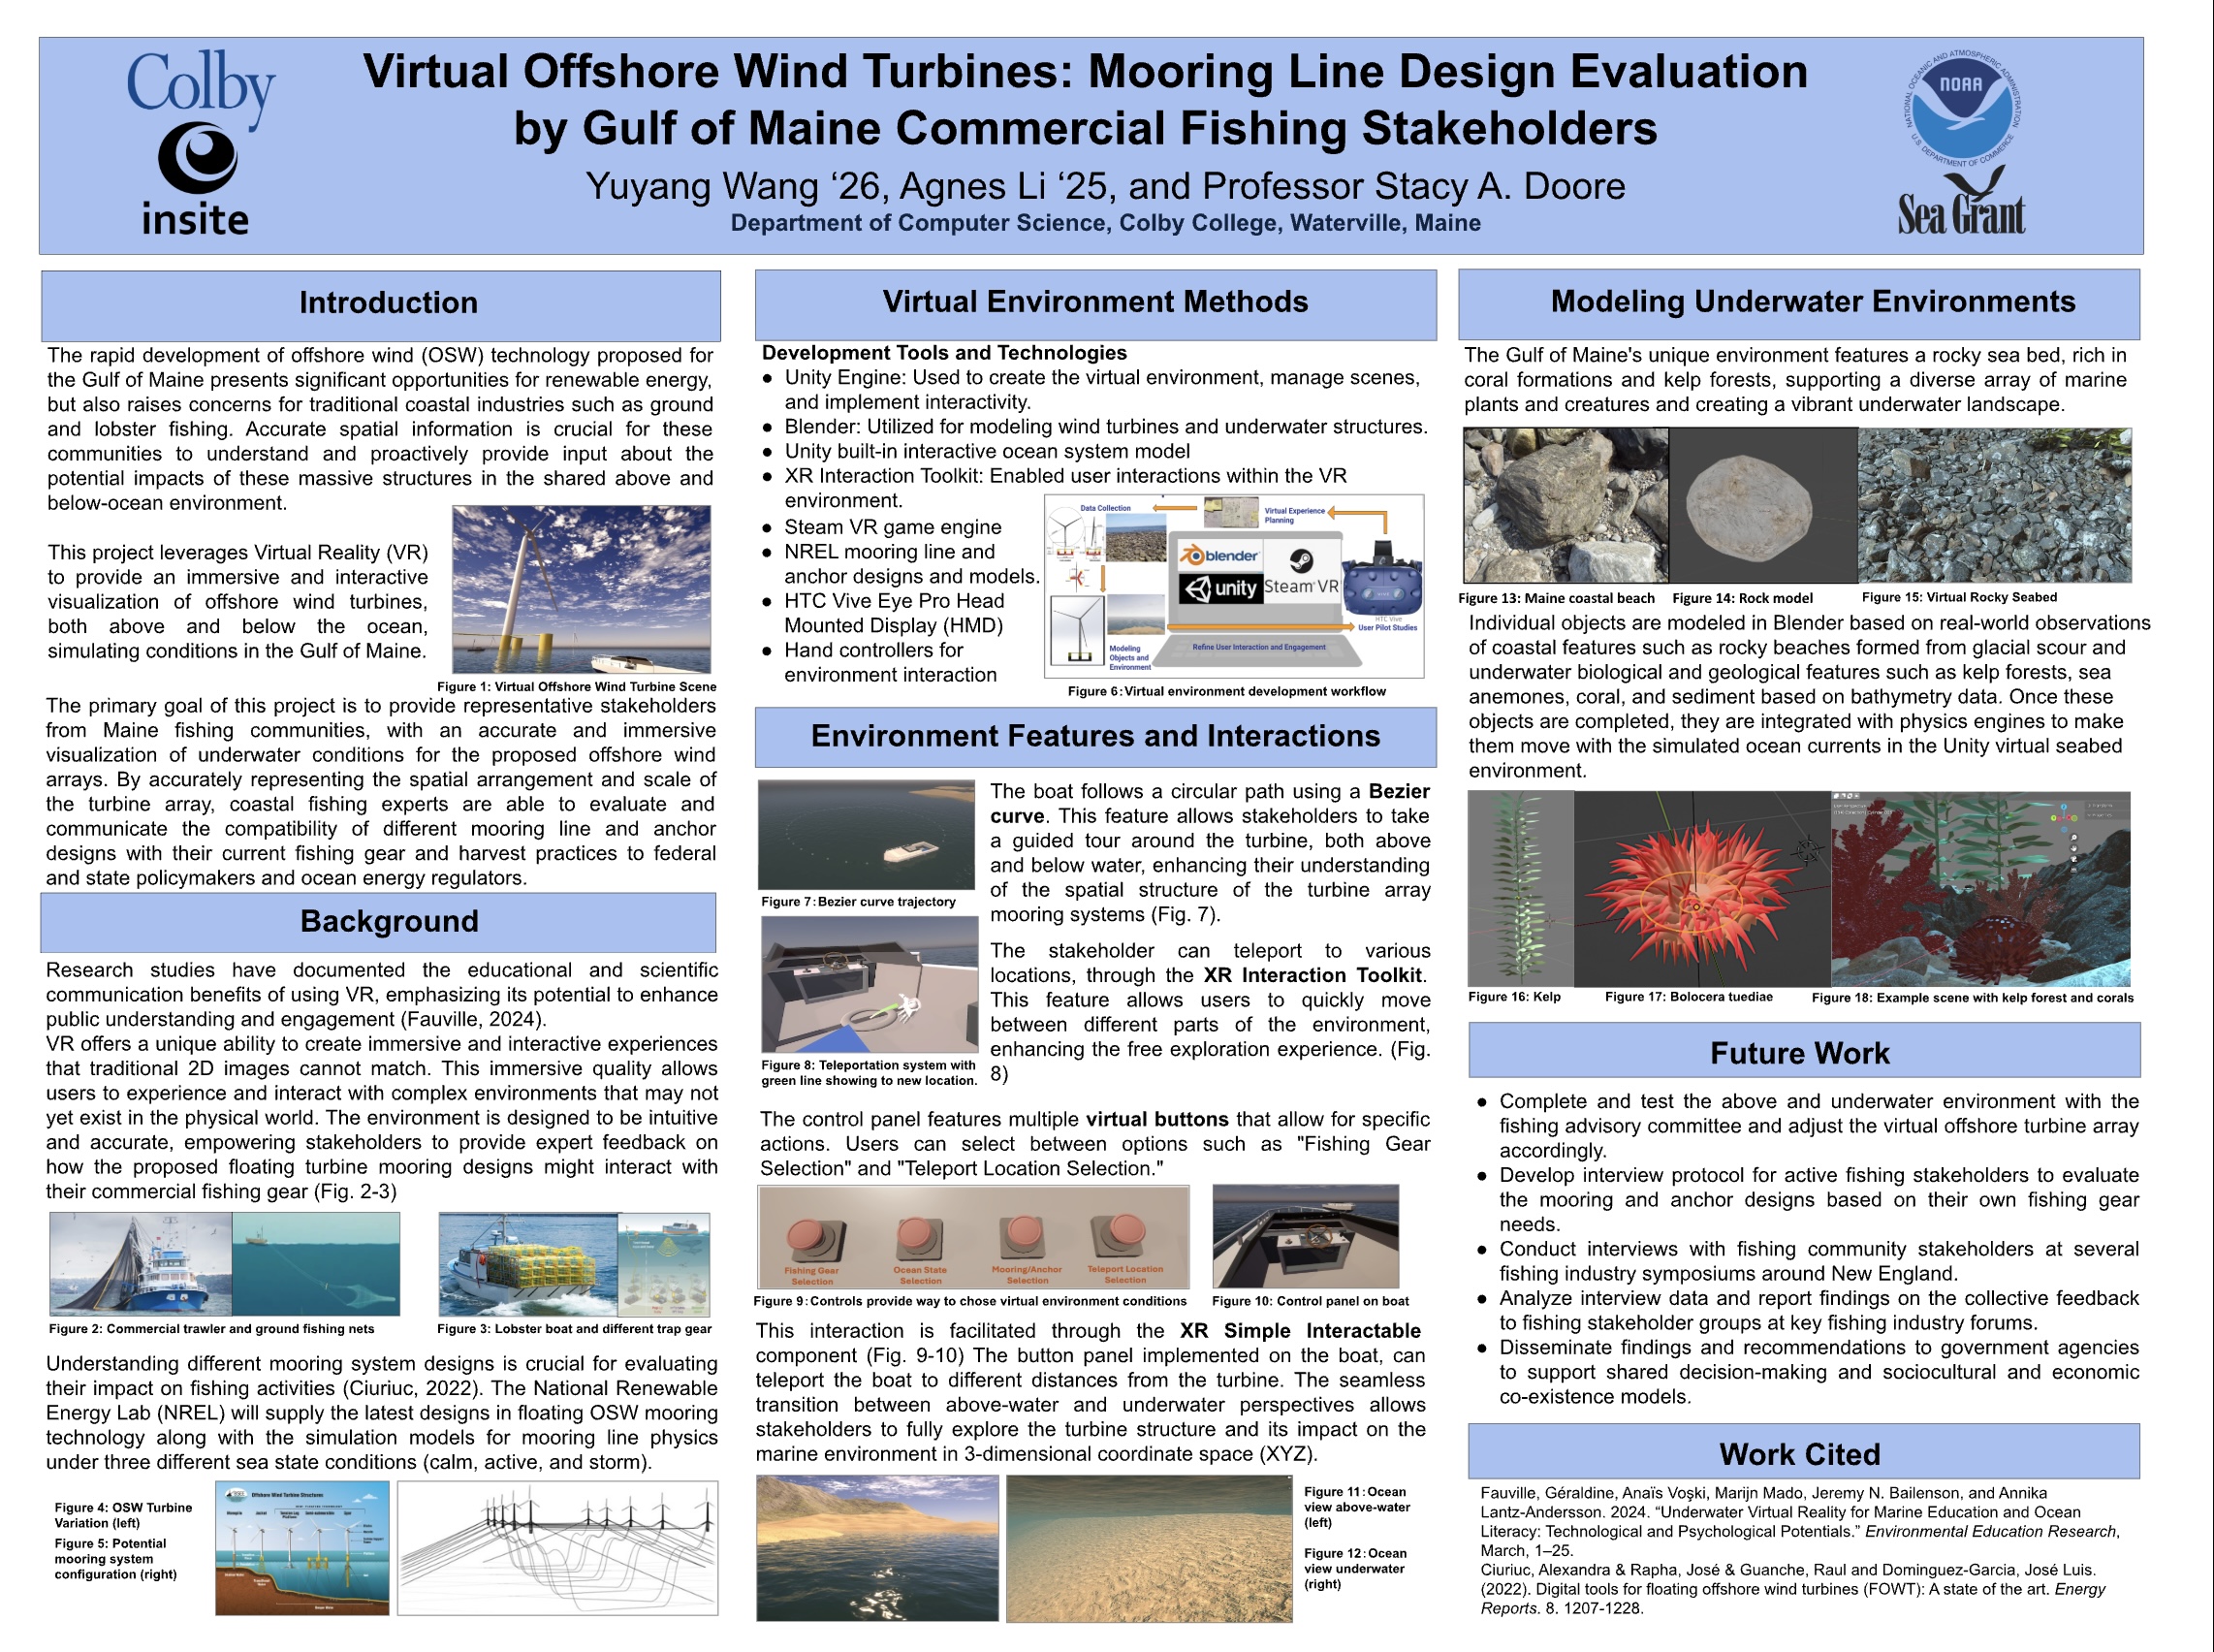 Colby
insite
Virtual Offshore Wind Turbines: Mooring Line Design Evaluation
by Gulf of Maine Commercial Fishing Stakeholders
Yuyang Wang ‘26, Agnes Li ‘25, and Professor Stacy A. Doore
Department of Computer Science, Colby College, Waterville, Maine
NATIONAL OCEANIC AND ATMOSPHERIC ADMINISTRATION
NOAA
U.S. DEPARTMENT OF COMMERCE
Sea Grant
Introduction
The rapid development of offshore wind (OSW) technology proposed for
the Gulf of Maine presents significant opportunities for renewable energy,
but also raises concerns for traditional coastal industries such as ground
and lobster fishing. Accurate spatial information is crucial for these
communities to understand and proactively provide input about the
potential impacts of these massive structures in the shared above and
below-ocean environment.
This project leverages Virtual Reality (VR)
to provide an immersive and interactive
visualization of offshore wind turbines,
both above and below the ocean,
simulating conditions in the Gulf of Maine.
Figure 1: Virtual Offshore Wind Turbine Scene
The primary goal of this project is to provide representative stakeholders
from Maine fishing communities, with an accurate and immersive
visualization of underwater conditions for the proposed offshore wind
arrays. By accurately representing the spatial arrangement and scale of
the turbine array, coastal fishing experts are able to evaluate and
communicate the compatibility of different mooring line and anchor
designs with their current fishing gear and harvest practices to federal
and state policymakers and ocean energy regulators.
Background
Research studies have documented the educational and scientific
communication benefits of using VR, emphasizing its potential to enhance
public understanding and engagement (Fauville, 2024).
VR offers a unique ability to create immersive and interactive experiences
that traditional 2D images cannot match. This immersive quality allows
users to experience and interact with complex environments that may not
yet exist in the physical world. The environment is designed to be intuitive
and accurate, empowering stakeholders to provide expert feedback on
how the proposed floating turbine mooring designs might interact with
their commercial fishing gear (Fig. 2-3)
Figure 2: Commercial trawler and ground fishing nets
Figure 3: Lobster boat and different trap gear
Understanding different mooring system designs is crucial for evaluating
their impact on fishing activities (Ciuriuc, 2022). The National Renewable
Energy Lab (NREL) will supply the latest designs in floating OSW mooring
technology along with the simulation models for mooring line physics
under three different sea state conditions (calm, active, and storm).
Figure 4: OSW Turbine
Variation (left)
Figure 5: Potential
mooring system
configuration (right)
Offshore Wind Turbine Structures
Virtual Environment Methods
Development Tools and Technologies
● Unity Engine: Used to create the virtual environment, manage scenes,
and implement interactivity.
● Blender: Utilized for modeling wind turbines and underwater structures.
● Unity built-in interactive ocean system model
● XR Interaction Toolkit: Enabled user interactions within the VR
environment.
● Steam VR game engine
● NREL mooring line and
anchor designs and models.
● HTC Vive Eye Pro Head
Mounted Display (HMD)
● Hand controllers for
environment interaction
Data Collection
Virtual Experience
Planning
blender
unity
Steam VR
HTC Vive
User Pilot Studies
Modeling
Objects and
Environment
Refine User Interaction and Engagement
Figure 6:Virtual environment development workflow
Environment Features and Interactions
The boat follows a circular path using a Bezier
curve. This feature allows stakeholders to take
a guided tour around the turbine, both above
and below water, enhancing their understanding
of the spatial structure of the turbine array
mooring systems (Fig. 7).
Figure 7:Bezier curve trajectory
The stakeholder can teleport to various
locations, through the XR Interaction Toolkit.
This feature allows users to quickly move
between different parts of the environment,
enhancing the free exploration experience. (Fig.
8)
Figure 8: Teleportation system with
green line showing to new location.
The control panel features multiple virtual buttons that allow for specific
actions. Users can select between options such as "Fishing Gear
Selection" and "Teleport Location Selection."
Fishing Gear
Selection
Ocean State
Selection
Mooring/Anchor
Selection
Teleport Location
Selection
Figure 9:Controls provide way to chose virtual environment conditions
Figure 10: Control panel on boat
This interaction is facilitated through the XR Simple Interactable
component (Fig. 9-10) The button panel implemented on the boat, can
teleport the boat to different distances from the turbine. The seamless
transition between above-water and underwater perspectives allows
stakeholders to fully explore the turbine structure and its impact on the
marine environment in 3-dimensional coordinate space (XYZ).
Figure 11:Ocean
view above-water
(left)
Figure 12:Ocean
view underwater
(right)
Modeling Underwater Environments
The Gulf of Maine's unique environment features a rocky sea bed, rich in
coral formations and kelp forests, supporting a diverse array of marine
plants and creatures and creating a vibrant underwater landscape.
Figure 13: Maine coastal beach
Figure 14: Rock model
Figure 15: Virtual Rocky Seabed
Individual objects are modeled in Blender based on real-world observations
of coastal features such as rocky beaches formed from glacial scour and
underwater biological and geological features such as kelp forests, sea
anemones, coral, and sediment based on bathymetry data. Once these
objects are completed, they are integrated with physics engines to make
them move with the simulated ocean currents in the Unity virtual seabed
environment.
Figure 16: Kelp
Figure 17: Bolocera tuediae
Figure 18: Example scene with kelp forest and corals
Future Work
● Complete and test the above and underwater environment with the
fishing advisory committee and adjust the virtual offshore turbine array
accordingly.
● Develop interview protocol for active fishing stakeholders to evaluate
the mooring and anchor designs based on their own fishing gear
needs.
● Conduct interviews with fishing community stakeholders at several
fishing industry symposiums around New England.
● Analyze interview data and report findings on the collective feedback
to fishing stakeholder groups at key fishing industry forums.
● Disseminate findings and recommendations to government agencies
to support shared decision-making and sociocultural and economic
co-existence models.
Work Cited
Fauville, Géraldine, Anaïs Voşki, Marijn Mado, Jeremy N. Bailenson, and Annika
Lantz-Andersson. 2024. “Underwater Virtual Reality for Marine Education and Ocean
Literacy: Technological and Psychological Potentials.” Environmental Education Research,
March, 1–25.
Ciuriuc, Alexandra & Rapha, José & Guanche, Raul and Dominguez-Garcia, José Luis.
(2022). Digital tools for floating offshore wind turbines (FOWT): A state of the art. Energy
Reports. 8. 1207-1228.